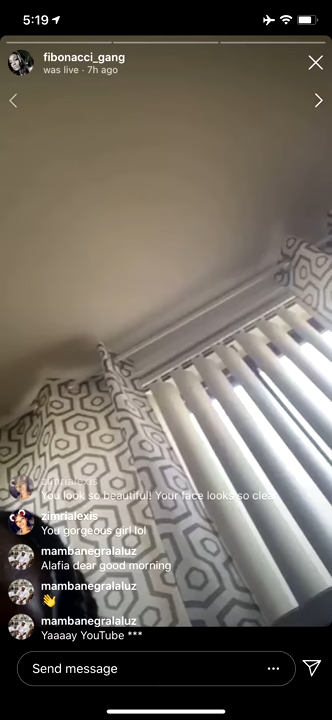 5:19
fibonacci_gang
was live · 7h ago
zimrialexis
You look so beautiful! Your face looks so clea
zimrialexis
You gorgeous girl lol
mambanegralaluz
Alafia dear good morning
mambanegralaluz
👋
mambanegralaluz
Yaaaay YouTube ***
Send message